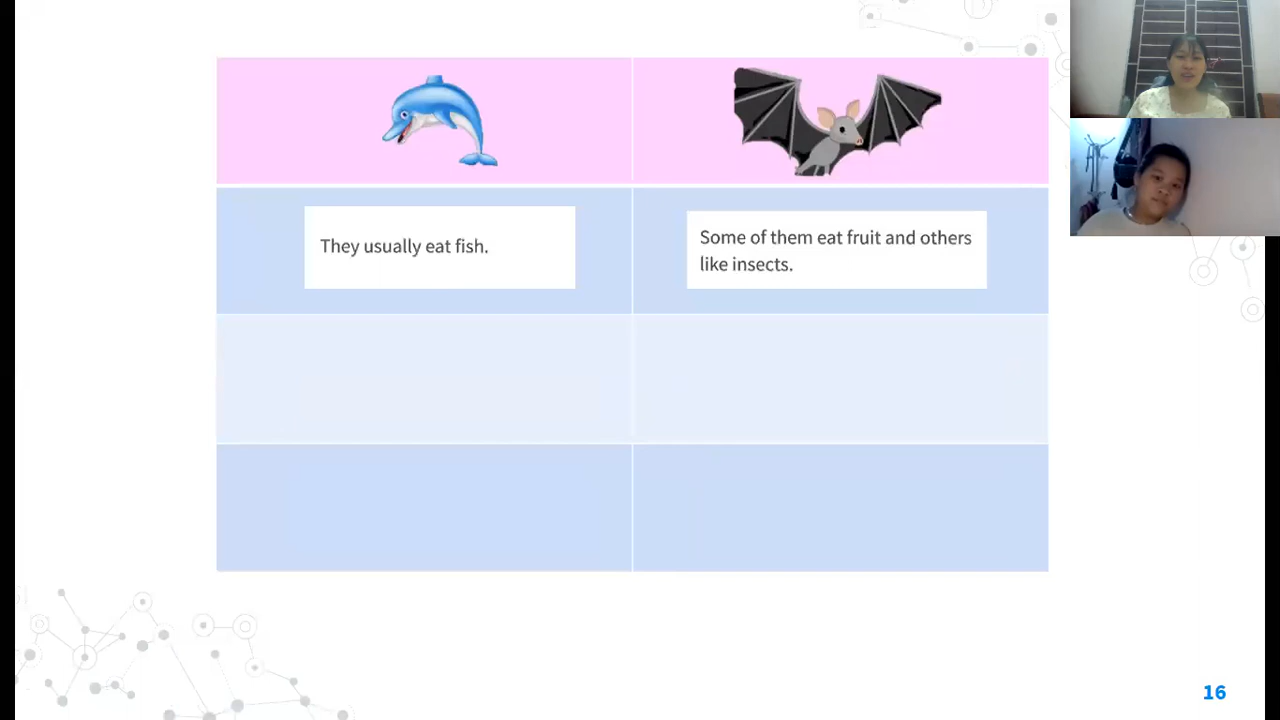 They usually eat fish.
Some of them eat fruit and others
like insects.
16